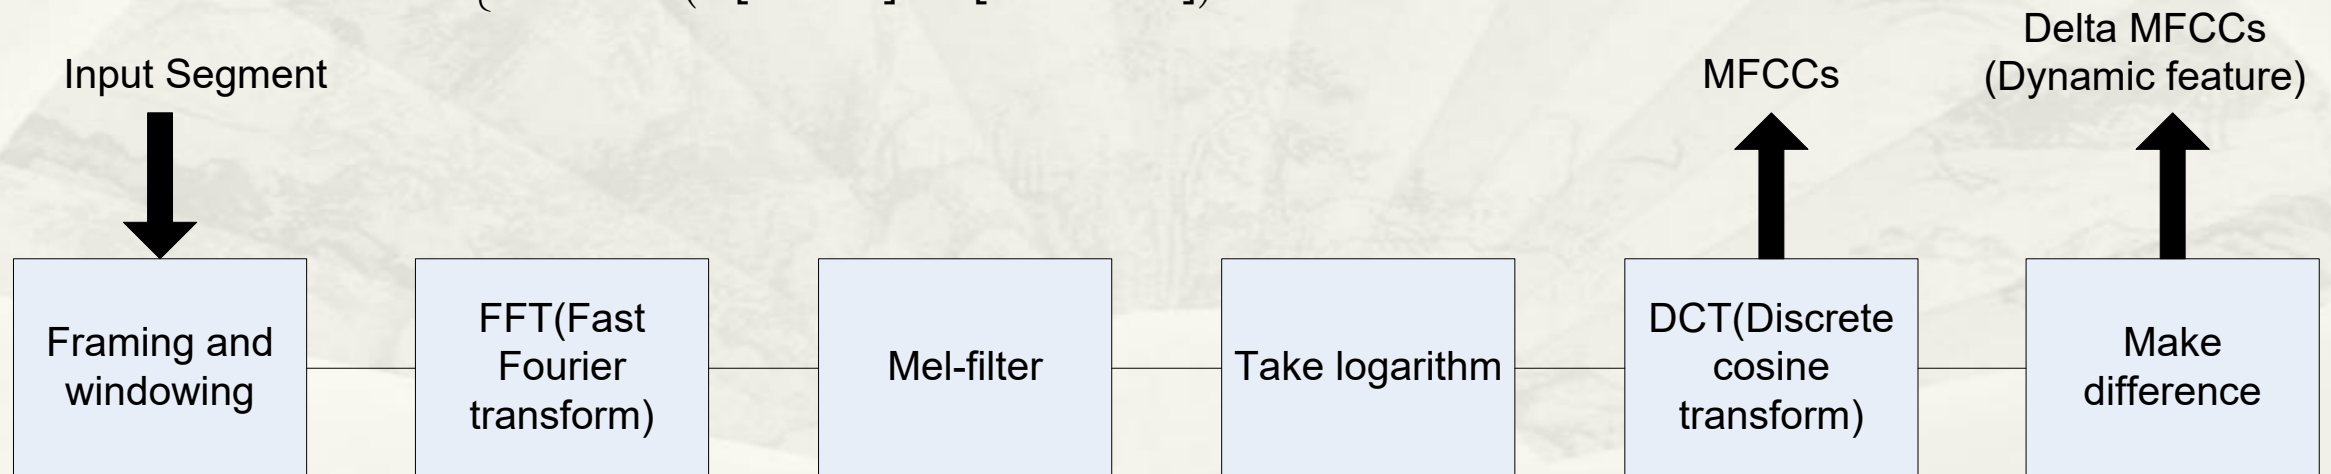 Input Segment
MFCCs
Delta MFCCs
(Dynamic feature)
Framing and
windowing
FFT(Fast
Fourier
transform)
Mel-filter
Take logarithm
DCT(Discrete
cosine
transform)
Make
difference